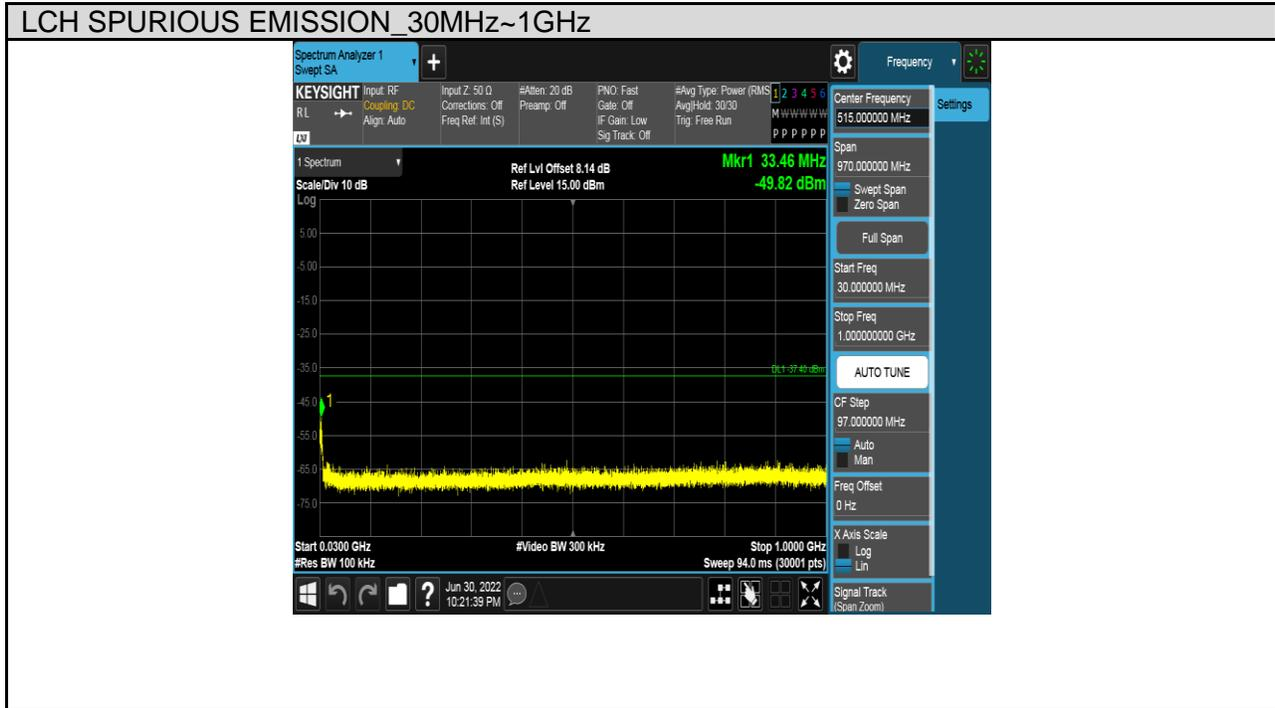 LCH SPURIOUS EMISSION_30MHz~1GHz
Spectrum Analyzer 1
Swept SA
+
Frequency
KEYSIGHT
RL
LXI
Input: RF
Coupling: DC
Align: Auto
Input Z: 50 Ω
Corrections: Off
Freq Ref: Int (S)
#Atten: 20 dB
Preamp: Off
PNO: Fast
Gate: Off
IF Gain: Low
Sig Track: Off
#Avg Type: Power (RMS
Avg|Hold: 30/30
Trig: Free Run
1 2 3 4 5 6
M W W W W W
P P P P P P
Center Frequency
515.000000 MHz
Settings
Span
970.000000 MHz
Swept Span
Zero Span
Full Span
Start Freq
30.000000 MHz
Stop Freq
1.000000000 GHz
AUTO TUNE
CF Step
97.000000 MHz
Auto
Man
Freq Offset
0 Hz
X Axis Scale
Log
Lin
Signal Track
(Span Zoom)
1 Spectrum
Scale/Div 10 dB
Ref Lvl Offset 8.14 dB
Ref Level 15.00 dBm
Mkr1 33.46 MHz
-49.82 dBm
Log
5.00
-5.00
-15.0
-25.0
-35.0
DL1 -37.40 dBm
-45.0
1
-55.0
-65.0
-75.0
Start 0.0300 GHz
#Video BW 300 kHz
Stop 1.0000 GHz
#Res BW 100 kHz
Sweep 94.0 ms (30001 pts)
?
Jun 30, 2022
10:21:39 PM